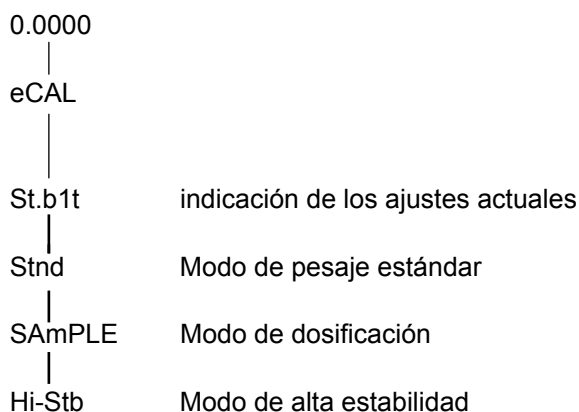 0.0000
eCAL
St.b1t indicación de los ajustes actuales
Stnd Modo de pesaje estándar
SAmPLE Modo de dosificación
Hi-Stb Modo de alta estabilidad